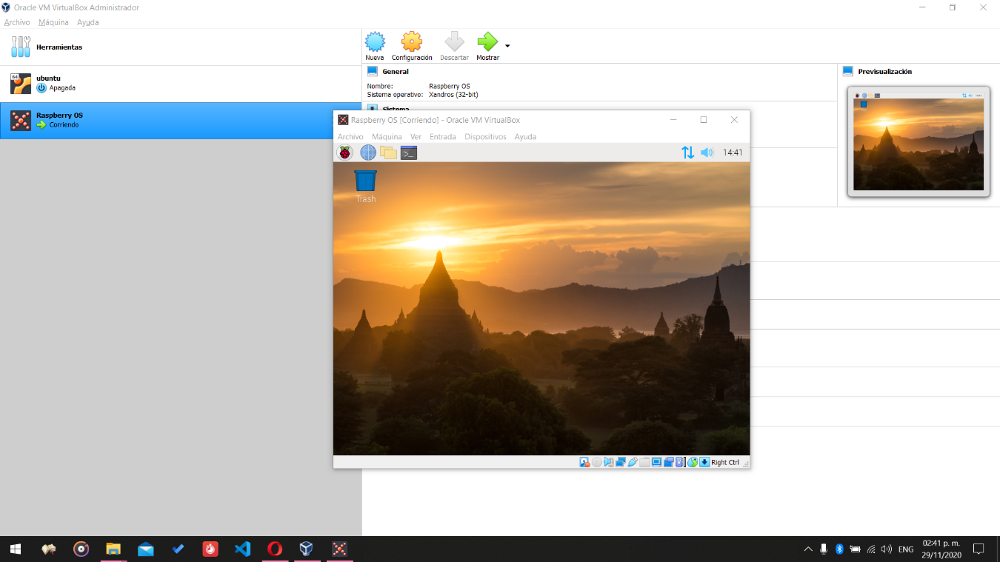 Oracle VM VirtualBox Administrador
Archivo Máquina Ayuda
Herramientas
64
ubuntu
Apagada
Raspberry OS
Corriendo
Nueva Configuración Descartar Mostrar
General
Nombre: Raspberry OS
Sistema operativo: Xandros (32-bit)
Sistema
Previsualización
Raspberry OS [Corriendo] - Oracle VM VirtualBox
Archivo Máquina Ver Entrada Dispositivos Ayuda
14:41
Trash
Right Ctrl
ENG
02:41 p. m.
29/11/2020